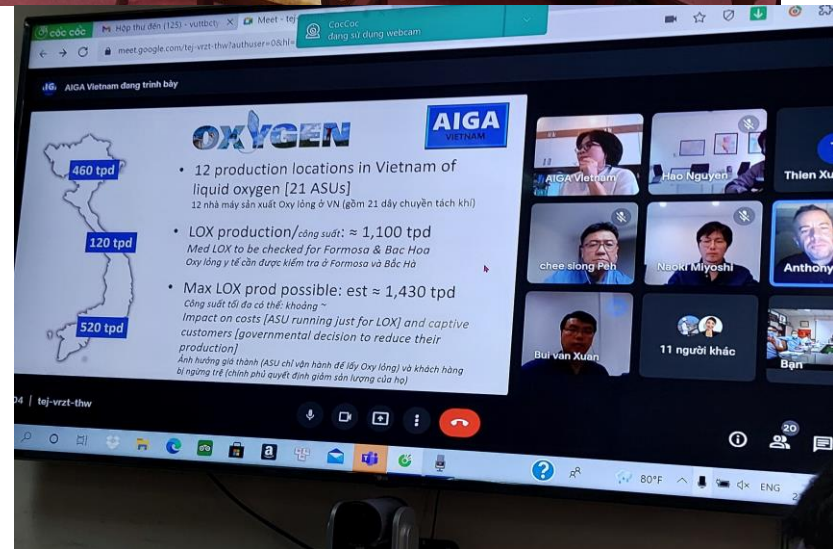 cốc cốc
Hộp thư đến (125) - vuttbcty
Meet - tej-
CocCoc
đang sử dụng webcam
meet.google.com/tej-vrzt-thw?authuser=0&hl=
AIGA Vietnam đang trình bày
OXYGEN
AIGA
VIETNAM
460 tpd
120 tpd
520 tpd
• 12 production locations in Vietnam of
liquid oxygen [21 ASUs]
12 nhà máy sản xuất Oxy lỏng ở VN (gồm 21 dây chuyền tách khí)
• LOX production/công suất: ≈ 1,100 tpd
Med LOX to be checked for Formosa & Bac Hoa
Oxy lỏng y tế cần được kiểm tra ở Formosa và Bắc Hà
• Max LOX prod possible: est ≈ 1,430 tpd
Công suất tối đa có thể: khoảng ~
Impact on costs [ASU running just for LOX] and captive
customers [governmental decision to reduce their
production]
Ảnh hưởng giá thành (ASU chỉ vận hành để lấy Oxy lỏng) và khách hàng
bị ngừng trệ (chính phủ quyết định giảm sản lượng của họ)
AIGA Vietnam
Hao Nguyen
Thien Xu
chee siong Peh
Naoki Miyoshi
Anthony
Bui van Xuan
11 người khác
Bạn
04 | tej-vrzt-thw
20
80°F
ENG